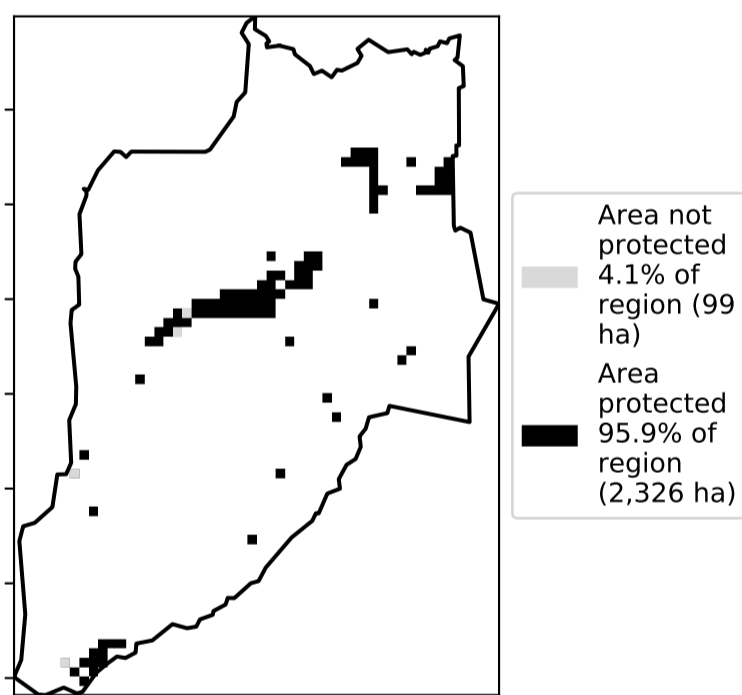 Area not
protected
4.1% of
region (99
ha)
Area
protected
95.9% of
region
(2,326 ha)